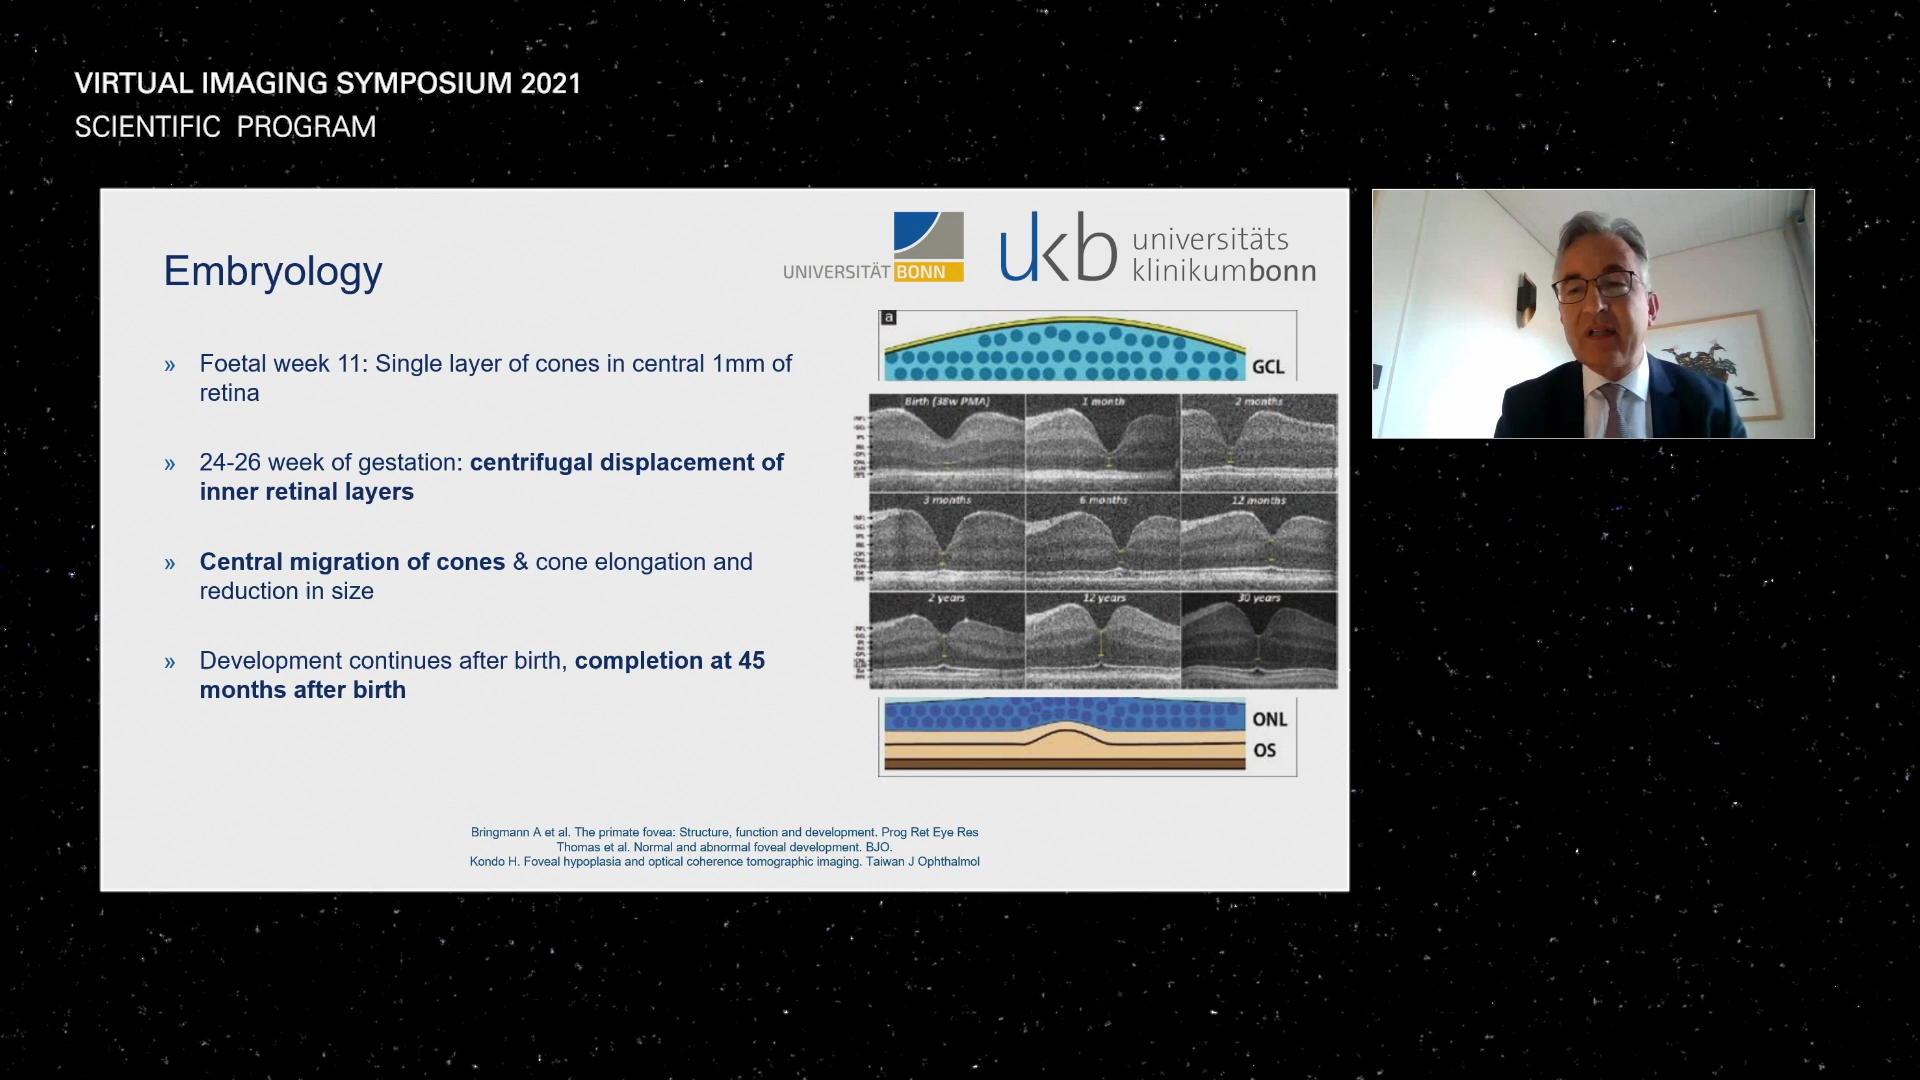 VIRTUAL IMAGING SYMPOSIUM 2021
SCIENTIFIC PROGRAM
Embryology
UNIVERSITÄT BONN
ukb universitäts
klinikumbonn
» Foetal week 11: Single layer of cones in central 1mm of
retina
» 24-26 week of gestation: centrifugal displacement of
inner retinal layers
» Central migration of cones & cone elongation and
reduction in size
» Development continues after birth, completion at 45
months after birth
a
GCL
Birth (38w PMA) 1 month 2 months
3 months 6 months 12 months
2 years 12 years 30 years
ONL
OS
Bringmann A et al. The primate fovea: Structure, function and development. Prog Ret Eye Res
Thomas et al. Normal and abnormal foveal development. BJO.
Kondo H. Foveal hypoplasia and optical coherence tomographic imaging. Taiwan J Ophthalmol